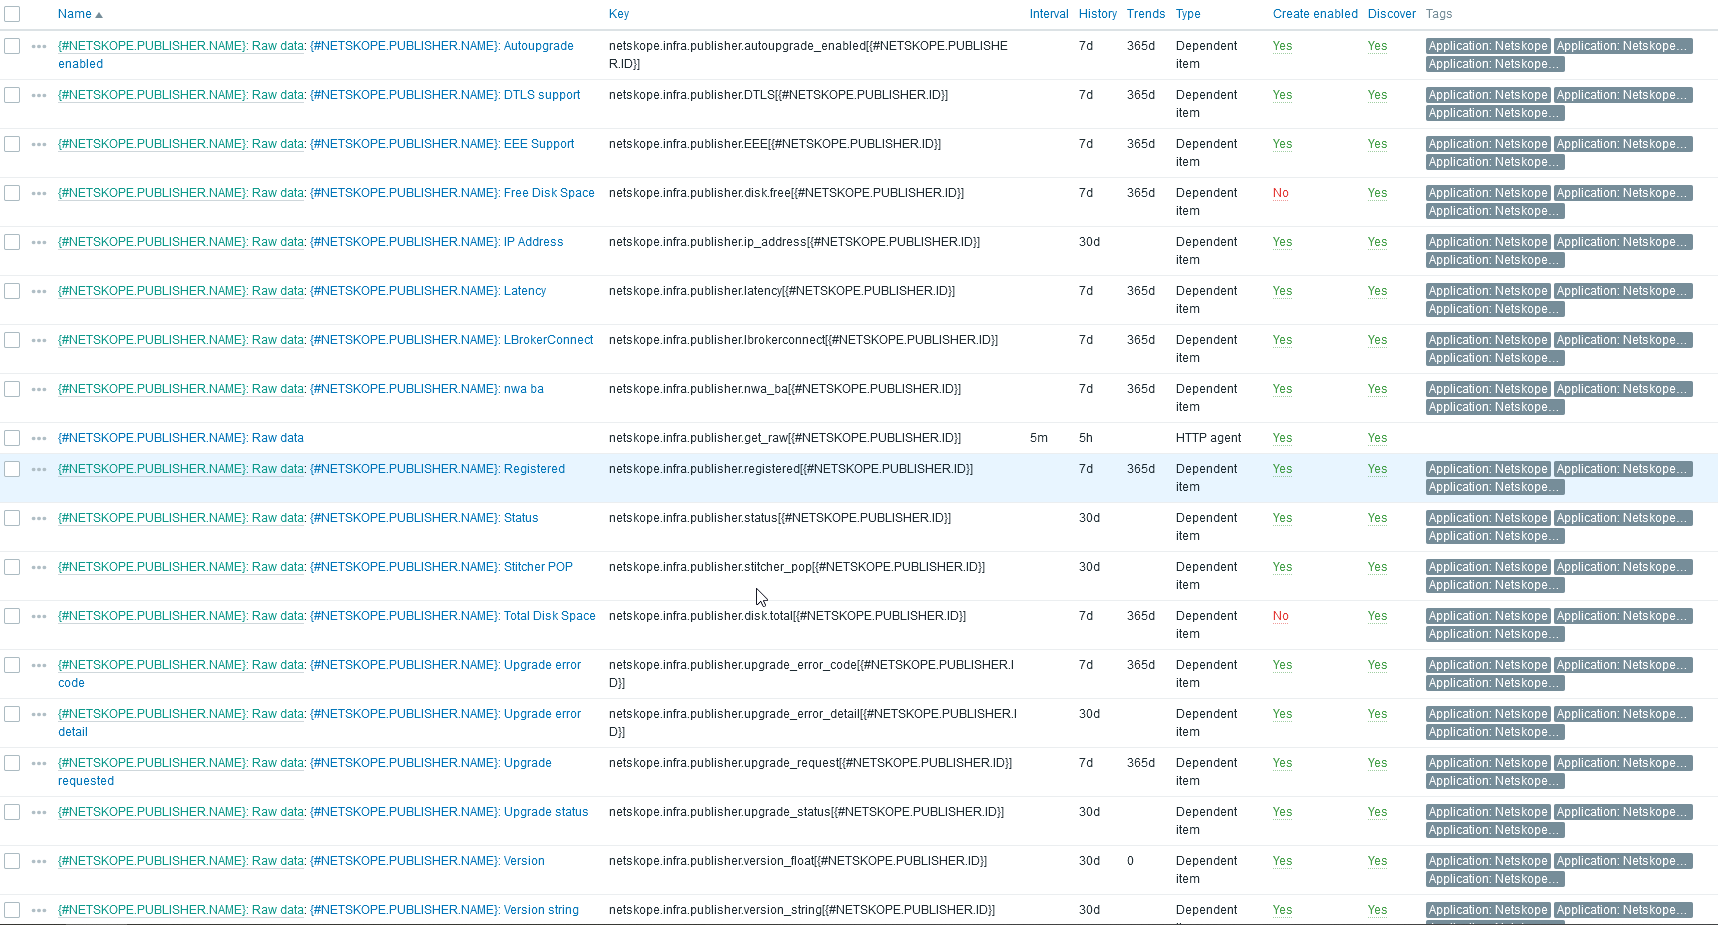 Name Key Interval History Trends Type Create enabled Discover Tags
{#NETSKOPE.PUBLISHER.NAME}: Raw data: {#NETSKOPE.PUBLISHER.NAME}: Autoupgrade netskope.infra.publisher.autoupgrade_enabled[{#NETSKOPE.PUBLISHE 7d 365d Dependent Yes Yes Application: Netskope Application: Netskope...
enabled R.ID}] item Application: Netskope...
{#NETSKOPE.PUBLISHER.NAME}: Raw data: {#NETSKOPE.PUBLISHER.NAME}: DTLS support netskope.infra.publisher.DTLS[{#NETSKOPE.PUBLISHER.ID}] 7d 365d Dependent Yes Yes Application: Netskope Application: Netskope...
item Application: Netskope...
{#NETSKOPE.PUBLISHER.NAME}: Raw data: {#NETSKOPE.PUBLISHER.NAME}: EEE Support netskope.infra.publisher.EEE[{#NETSKOPE.PUBLISHER.ID}] 7d 365d Dependent Yes Yes Application: Netskope Application: Netskope...
item Application: Netskope...
{#NETSKOPE.PUBLISHER.NAME}: Raw data: {#NETSKOPE.PUBLISHER.NAME}: Free Disk Space netskope.infra.publisher.disk.free[{#NETSKOPE.PUBLISHER.ID}] 7d 365d Dependent No Yes Application: Netskope Application: Netskope...
item Application: Netskope...
{#NETSKOPE.PUBLISHER.NAME}: Raw data: {#NETSKOPE.PUBLISHER.NAME}: IP Address netskope.infra.publisher.ip_address[{#NETSKOPE.PUBLISHER.ID}] 30d Dependent Yes Yes Application: Netskope Application: Netskope...
item Application: Netskope...
{#NETSKOPE.PUBLISHER.NAME}: Raw data: {#NETSKOPE.PUBLISHER.NAME}: Latency netskope.infra.publisher.latency[{#NETSKOPE.PUBLISHER.ID}] 7d 365d Dependent Yes Yes Application: Netskope Application: Netskope...
item Application: Netskope...
{#NETSKOPE.PUBLISHER.NAME}: Raw data: {#NETSKOPE.PUBLISHER.NAME}: LBrokerConnect netskope.infra.publisher.lbrokerconnect[{#NETSKOPE.PUBLISHER.ID}] 7d 365d Dependent Yes Yes Application: Netskope Application: Netskope...
item Application: Netskope...
{#NETSKOPE.PUBLISHER.NAME}: Raw data: {#NETSKOPE.PUBLISHER.NAME}: nwa ba netskope.infra.publisher.nwa_ba[{#NETSKOPE.PUBLISHER.ID}] 7d 365d Dependent Yes Yes Application: Netskope Application: Netskope...
item Application: Netskope...
{#NETSKOPE.PUBLISHER.NAME}: Raw data netskope.infra.publisher.get_raw[{#NETSKOPE.PUBLISHER.ID}] 5m 5h HTTP agent Yes Yes
{#NETSKOPE.PUBLISHER.NAME}: Raw data: {#NETSKOPE.PUBLISHER.NAME}: Registered netskope.infra.publisher.registered[{#NETSKOPE.PUBLISHER.ID}] 7d 365d Dependent Yes Yes Application: Netskope Application: Netskope...
item Application: Netskope...
{#NETSKOPE.PUBLISHER.NAME}: Raw data: {#NETSKOPE.PUBLISHER.NAME}: Status netskope.infra.publisher.status[{#NETSKOPE.PUBLISHER.ID}] 30d Dependent Yes Yes Application: Netskope Application: Netskope...
item Application: Netskope...
{#NETSKOPE.PUBLISHER.NAME}: Raw data: {#NETSKOPE.PUBLISHER.NAME}: Stitcher POP netskope.infra.publisher.stitcher_pop[{#NETSKOPE.PUBLISHER.ID}] 30d Dependent Yes Yes Application: Netskope Application: Netskope...
item Application: Netskope...
{#NETSKOPE.PUBLISHER.NAME}: Raw data: {#NETSKOPE.PUBLISHER.NAME}: Total Disk Space netskope.infra.publisher.disk.total[{#NETSKOPE.PUBLISHER.ID}] 7d 365d Dependent No Yes Application: Netskope Application: Netskope...
item Application: Netskope...
{#NETSKOPE.PUBLISHER.NAME}: Raw data: {#NETSKOPE.PUBLISHER.NAME}: Upgrade error netskope.infra.publisher.upgrade_error_code[{#NETSKOPE.PUBLISHER.I 7d 365d Dependent Yes Yes Application: Netskope Application: Netskope...
code D}] item Application: Netskope...
{#NETSKOPE.PUBLISHER.NAME}: Raw data: {#NETSKOPE.PUBLISHER.NAME}: Upgrade error netskope.infra.publisher.upgrade_error_detail[{#NETSKOPE.PUBLISHER.I 30d Dependent Yes Yes Application: Netskope Application: Netskope...
detail D}] item Application: Netskope...
{#NETSKOPE.PUBLISHER.NAME}: Raw data: {#NETSKOPE.PUBLISHER.NAME}: Upgrade netskope.infra.publisher.upgrade_request[{#NETSKOPE.PUBLISHER.ID}] 7d 365d Dependent Yes Yes Application: Netskope Application: Netskope...
requested item Application: Netskope...
{#NETSKOPE.PUBLISHER.NAME}: Raw data: {#NETSKOPE.PUBLISHER.NAME}: Upgrade status netskope.infra.publisher.upgrade_status[{#NETSKOPE.PUBLISHER.ID}] 30d Dependent Yes Yes Application: Netskope Application: Netskope...
item Application: Netskope...
{#NETSKOPE.PUBLISHER.NAME}: Raw data: {#NETSKOPE.PUBLISHER.NAME}: Version netskope.infra.publisher.version_float[{#NETSKOPE.PUBLISHER.ID}] 30d 0 Dependent Yes Yes Application: Netskope Application: Netskope...
item Application: Netskope...
{#NETSKOPE.PUBLISHER.NAME}: Raw data: {#NETSKOPE.PUBLISHER.NAME}: Version string netskope.infra.publisher.version_string[{#NETSKOPE.PUBLISHER.ID}] 30d Dependent Yes Yes Application: Netskope Application: Netskope...